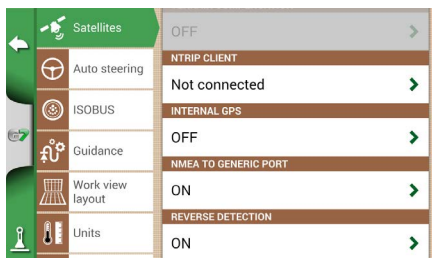 Satellites
Auto steering
ISOBUS
Guidance
Work view
layout
Units
OFF
NTRIP CLIENT
Not connected
INTERNAL GPS
OFF
NMEA TO GENERIC PORT
ON
REVERSE DETECTION
ON